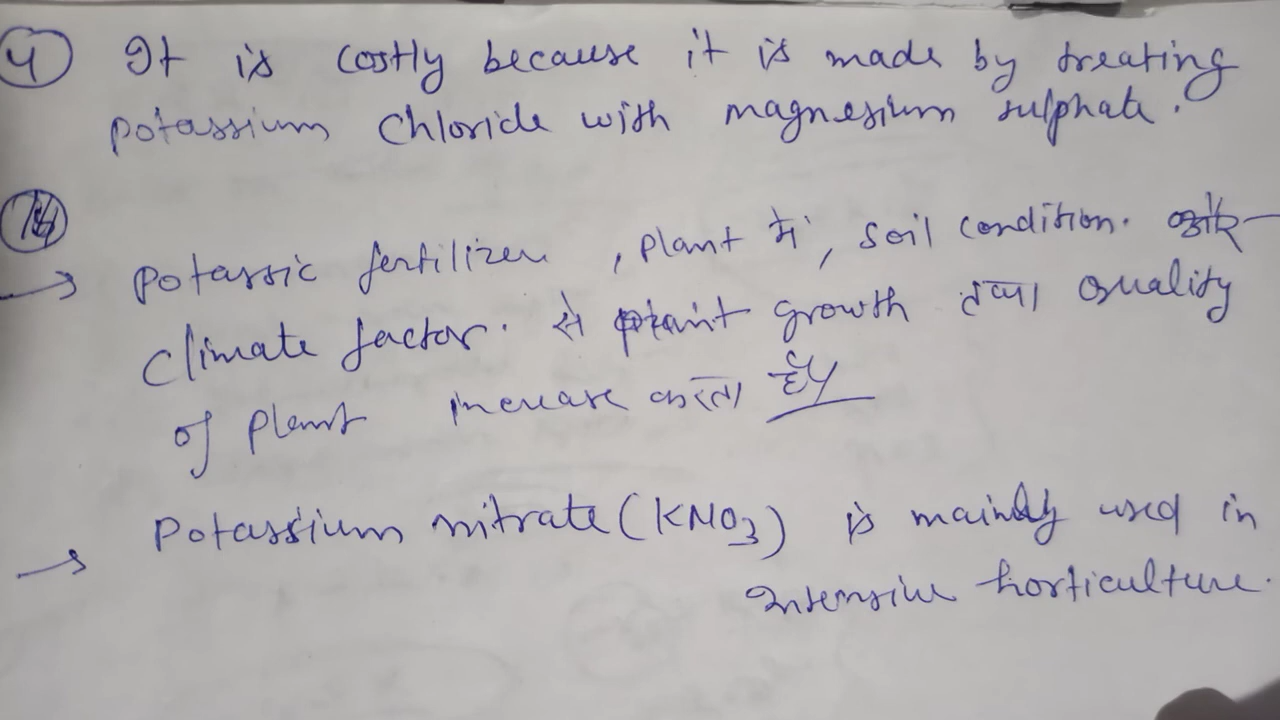 4 It is costly because it is made by treating
potassium chloride with magnesium sulphate.
→ potassic fertilizer , plant में, soil condition.
climate factor. से plant growth तथा quality
of plant increase करता है
→ potassium nitrate (KNO3) is mainly used in
intensive horticulture.